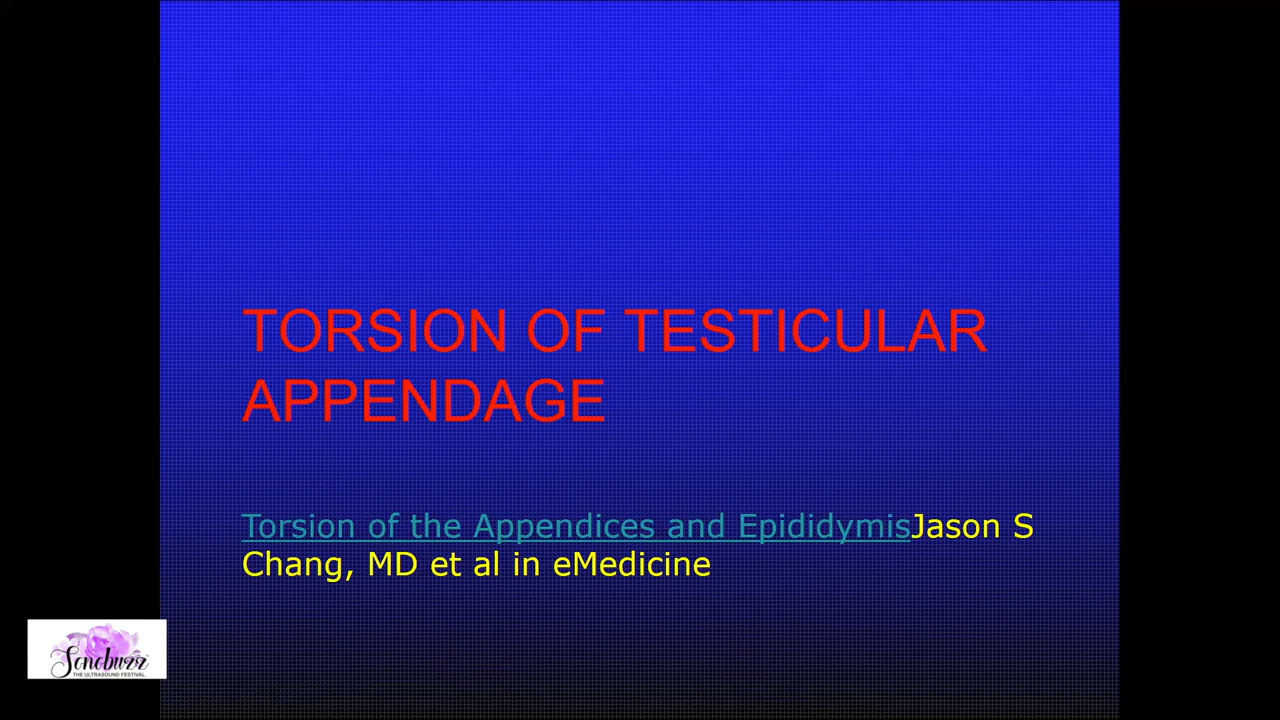 TORSION OF TESTICULAR
APPENDAGE
Torsion of the Appendices and EpididymisJason S
Chang, MD et al in eMedicine
Sonobuzz
THE ULTRASOUND FESTIVAL